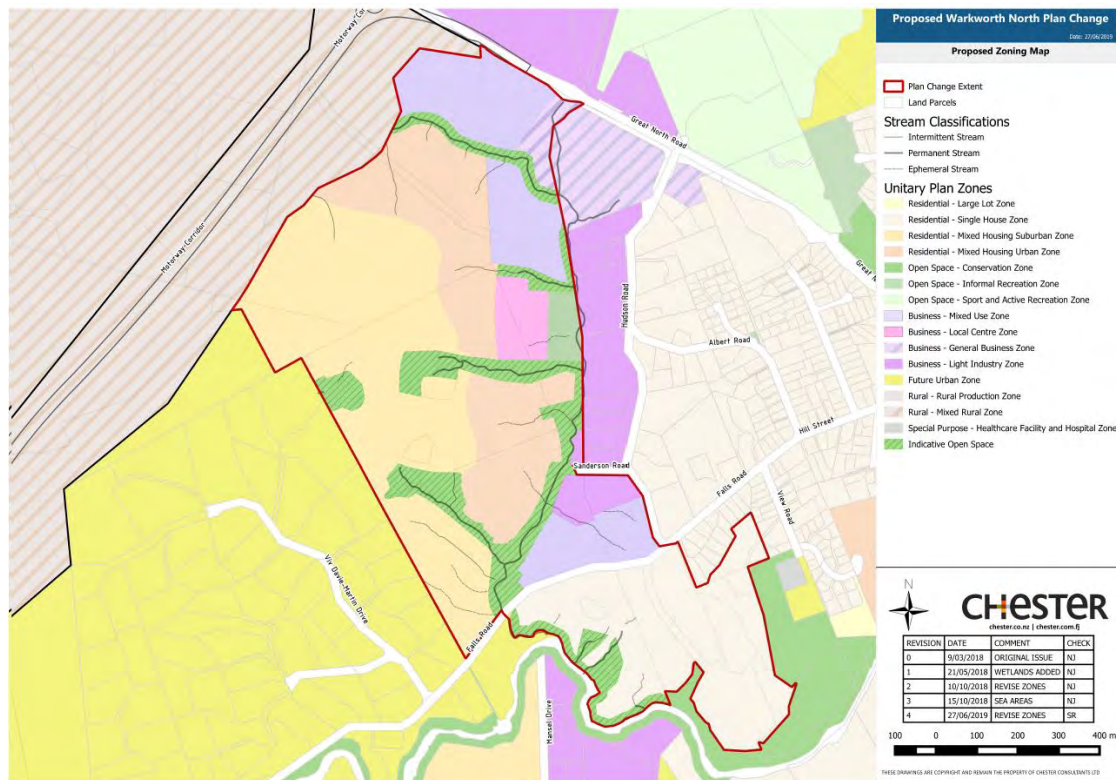 Proposed Warkworth North Plan Change
Date: 27/06/2019
Proposed Zoning Map
Plan Change Extent
Land Parcels
Stream Classifications
Intermittent Stream
Permanent Stream
Ephemeral Stream
Unitary Plan Zones
Residential - Large Lot Zone
Residential - Single House Zone
Residential - Mixed Housing Suburban Zone
Residential - Mixed Housing Urban Zone
Open Space - Conservation Zone
Open Space - Informal Recreation Zone
Open Space - Sport and Active Recreation Zone
Business - Mixed Use Zone
Business - Local Centre Zone
Business - General Business Zone
Business - Light Industry Zone
Future Urban Zone
Rural - Rural Production Zone
Rural - Mixed Rural Zone
Special Purpose - Healthcare Facility and Hospital Zone
Indicative Open Space
Motorway Corridor
Motorway Corridor
Great North Road
Great N
Hudson Road
Albert Road
Hill Street
Sanderson Road
Falls Road
View Road
Viv Davie-Martin Drive
Falls Road
Mansel Drive
N
CHESTER
chester.co.nz | chester.com.fj
REVISION DATE COMMENT CHECK
0 9/03/2018 ORIGINAL ISSUE NJ
1 21/05/2018 WETLANDS ADDED NJ
2 10/10/2018 REVISE ZONES NJ
3 15/10/2018 SEA AREAS NJ
4 27/06/2019 REVISE ZONES SR
100 0 100 200 300 400 m
THESE DRAWINGS ARE COPYRIGHT AND REMAIN THE PROPERTY OF CHESTER CONSULTANTS LTD